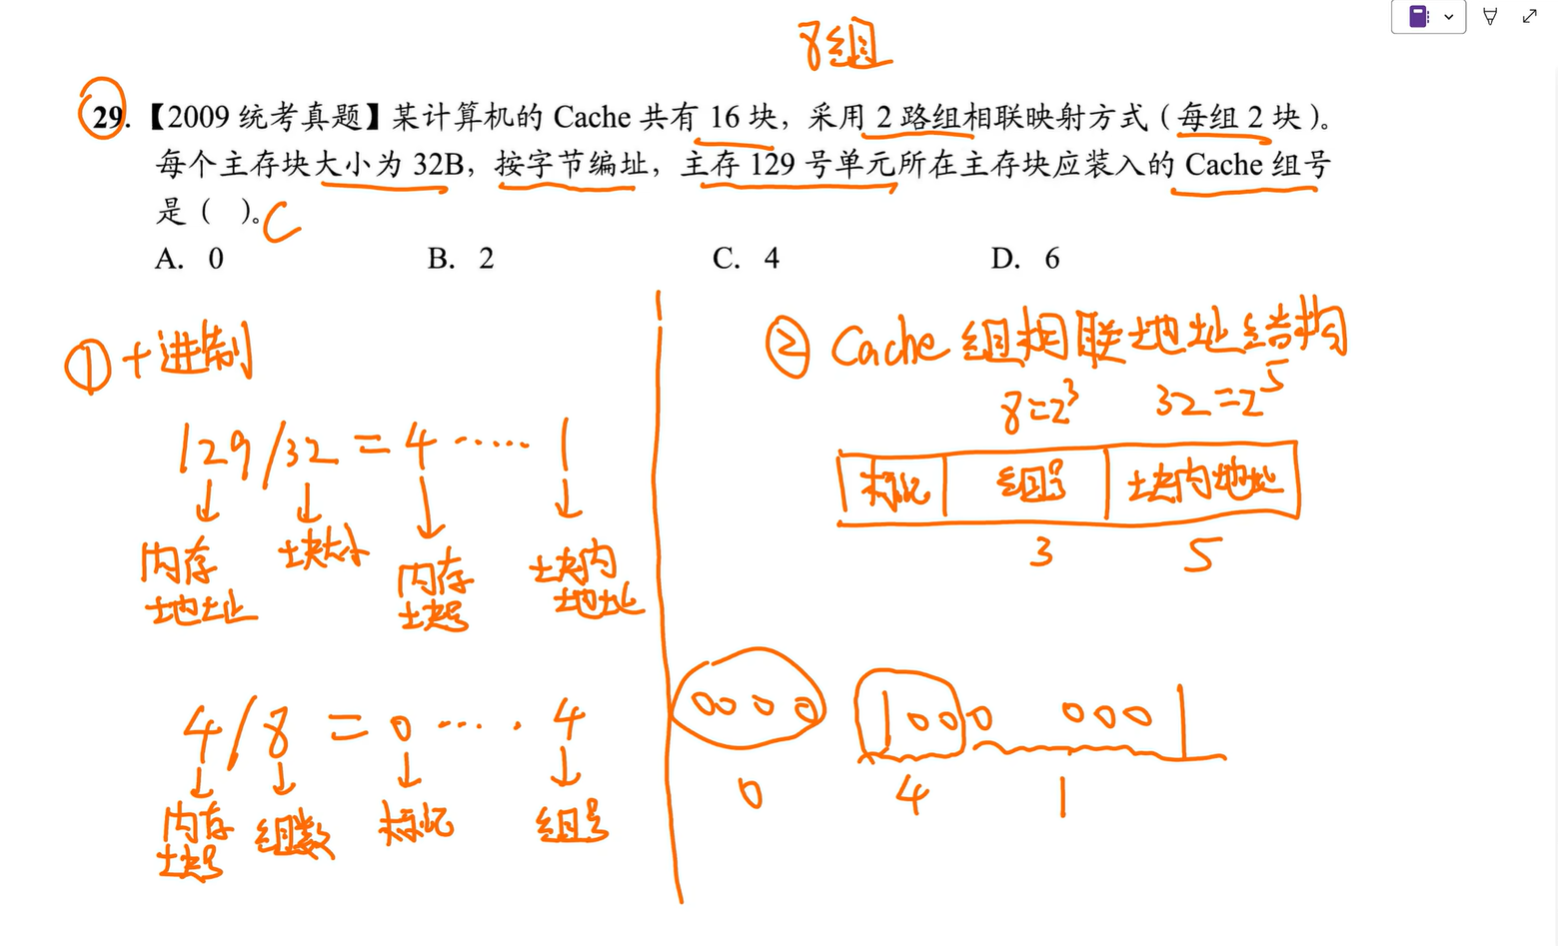 8组
29. 【2009 统考真题】某计算机的 Cache 共有 16 块，采用 2 路组相联映射方式（每组 2 块）。
每个主存块大小为 32B，按字节编址，主存 129 号单元所在主存块应装入的 Cache 组号
是（ ）。C
A. 0 B. 2 C. 4 D. 6
① 十进制
129/32 = 4 ...... 1
内存地址 块大小 内存块号 块内地址
4/8 = 0 ..... 4
内存块号 组数 标记 组号
② Cache 组相联地址结构
8=2³ 32=2⁵
标记 组号 块内地址
3 5
0000 1000 0001
0 4 1